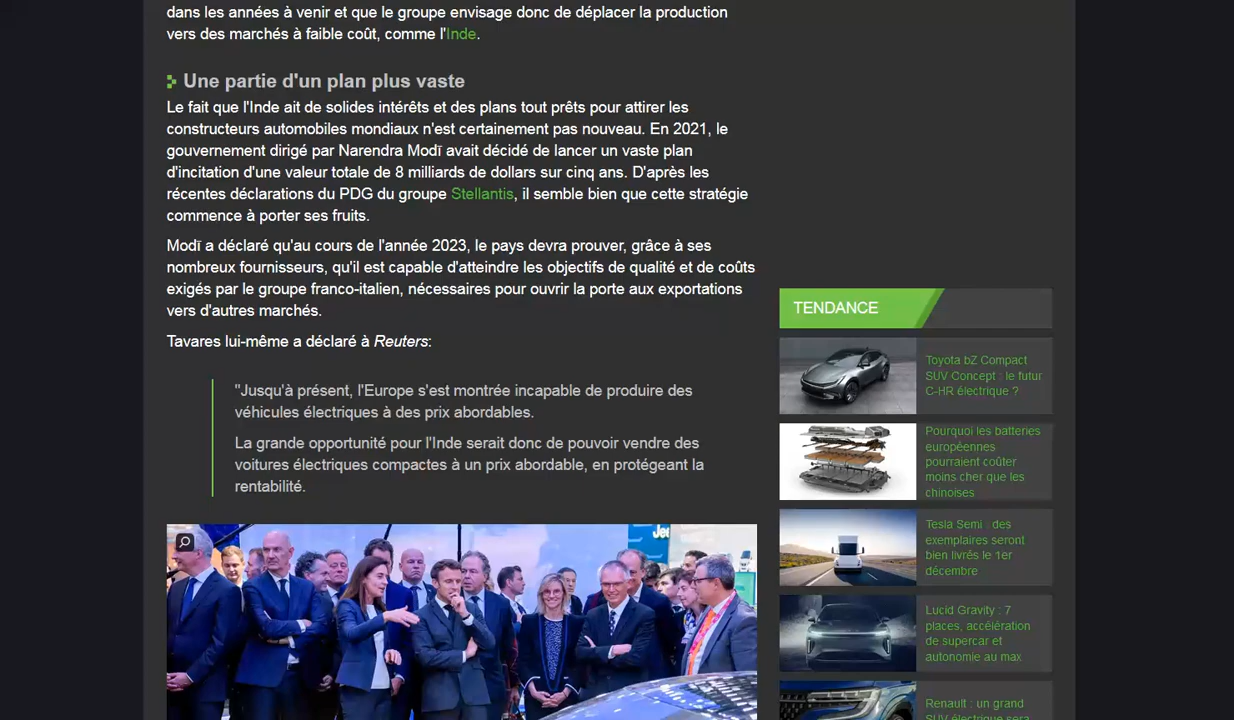 dans les années à venir et que le groupe envisage donc de déplacer la production
vers des marchés à faible coût, comme l'Inde.
Une partie d'un plan plus vaste
Le fait que l'Inde ait de solides intérêts et des plans tout prêts pour attirer les
constructeurs automobiles mondiaux n'est certainement pas nouveau. En 2021, le
gouvernement dirigé par Narendra Modī avait décidé de lancer un vaste plan
d'incitation d'une valeur totale de 8 milliards de dollars sur cinq ans. D'après les
récentes déclarations du PDG du groupe Stellantis, il semble bien que cette stratégie
commence à porter ses fruits.
Modī a déclaré qu'au cours de l'année 2023, le pays devra prouver, grâce à ses
nombreux fournisseurs, qu'il est capable d'atteindre les objectifs de qualité et de coûts
exigés par le groupe franco-italien, nécessaires pour ouvrir la porte aux exportations
vers d'autres marchés.
Tavares lui-même a déclaré à Reuters:
"Jusqu'à présent, l'Europe s'est montrée incapable de produire des
véhicules électriques à des prix abordables.
La grande opportunité pour l'Inde serait donc de pouvoir vendre des
voitures électriques compactes à un prix abordable, en protégeant la
rentabilité.
Jee
TENDANCE
Toyota bZ Compact
SUV Concept : le futur
C-HR électrique ?
Pourquoi les batteries
européennes
pourraient coûter
moins cher que les
chinoises
Tesla Semi : des
exemplaires seront
bien livrés le 1er
décembre
Lucid Gravity : 7
places, accélération
de supercar et
autonomie au max
Renault : un grand
SUV électrique sera